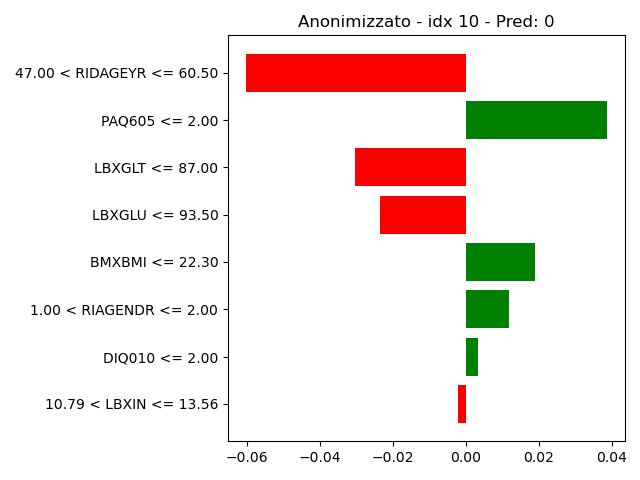 Anonimizzato - idx 10 - Pred: 0
47.00 < RIDAGEYR <= 60.50
PAQ605 <= 2.00
LBXGLT <= 87.00
LBXGLU <= 93.50
BMXBMI <= 22.30
1.00 < RIAGENDR <= 2.00
DIQ010 <= 2.00
10.79 < LBXIN <= 13.56
−0.06 −0.04 −0.02 0.00 0.02 0.04